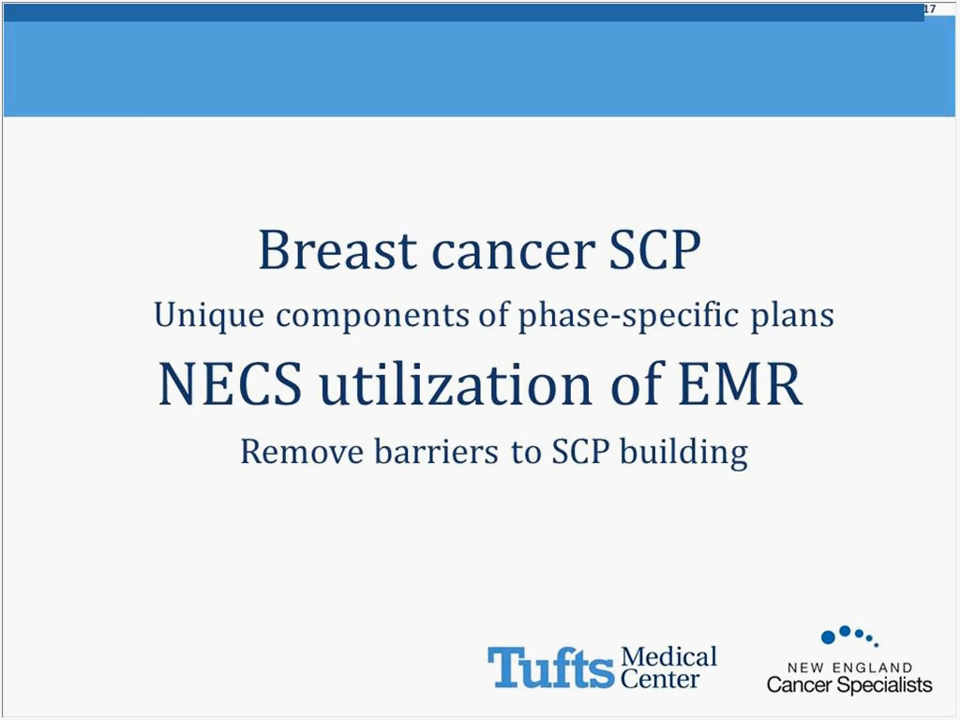 17
Breast cancer SCP
Unique components of phase-specific plans
NECS utilization of EMR
Remove barriers to SCP building
Tufts Medical Center
NEW ENGLAND
Cancer Specialists